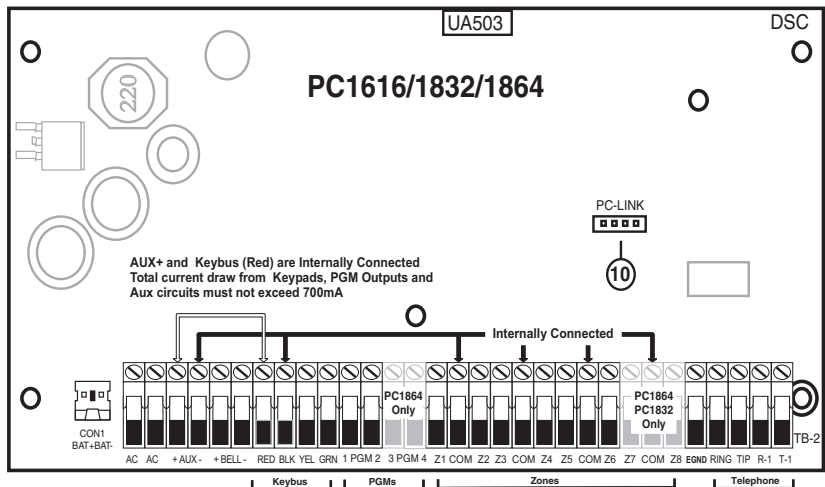 UA503 DSC
PC1616/1832/1864
220
PC-LINK
10
AUX+ and Keybus (Red) are Internally Connected
Total current draw from Keypads, PGM Outputs and
Aux circuits must not exceed 700mA
Internally Connected
PC1864
Only
PC1864
PC1832
Only
CON1
BAT+BAT-
TB-2
AC AC + AUX - + BELL - RED BLK YEL GRN 1 PGM 2 3 PGM 4 Z1 COM Z2 Z3 COM Z4 Z5 COM Z6 Z7 COM Z8 EGND RING TIP R-1 T-1
Keybus PGMs Zones Telephone